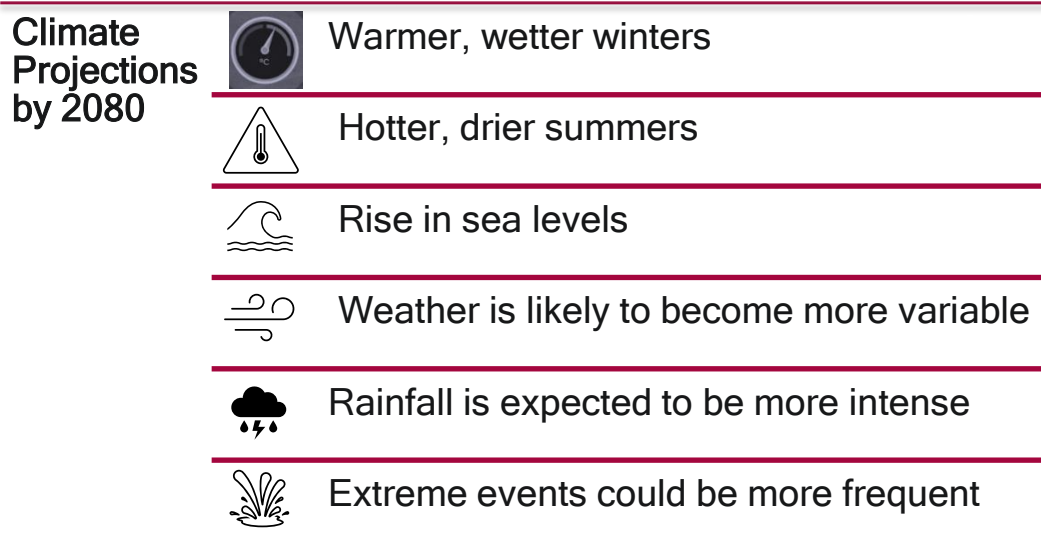 Climate
Projections
by 2080
°C
Warmer, wetter winters
Hotter, drier summers
Rise in sea levels
Weather is likely to become more variable
Rainfall is expected to be more intense
Extreme events could be more frequent